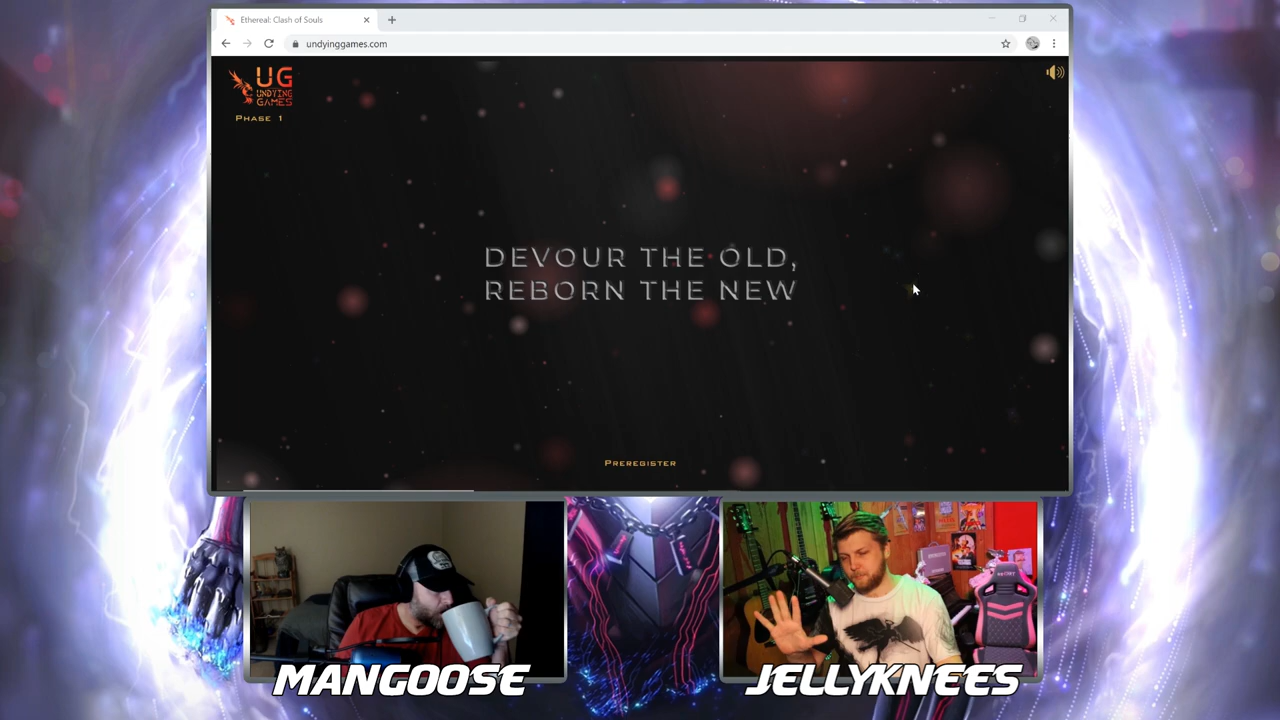 Ethereal: Clash of Souls
undyinggames.com
UG
UNDYING
GAMES
PHASE 1
DEVOUR THE OLD,
REBORN THE NEW
PREREGISTER
MANGOOSE
JELLYKNEES